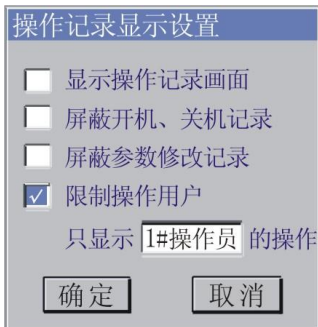 操作记录显示设置
显示操作记录画面
屏蔽开机、关机记录
屏蔽参数修改记录
限制操作用户
只显示 1#操作员 的操作
确定 取消